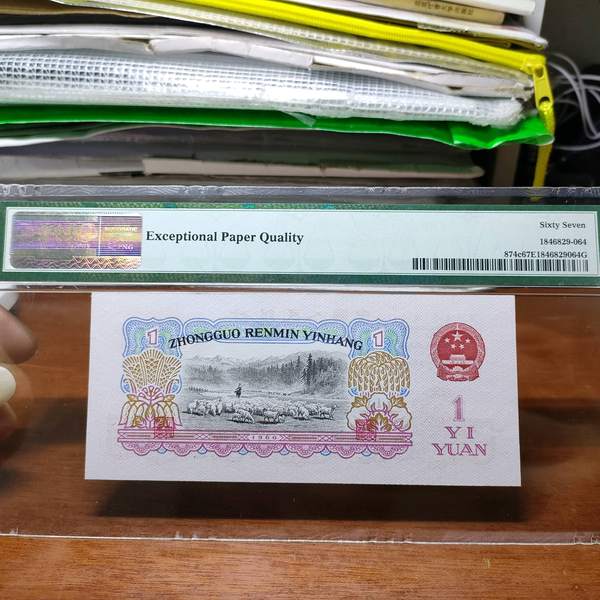 Exceptional Paper Quality
Sixty Seven
1846829-064
874c67E1846829064G
1
ZHONGGUO RENMIN YINHANG
1
1960
1
YI
YUAN